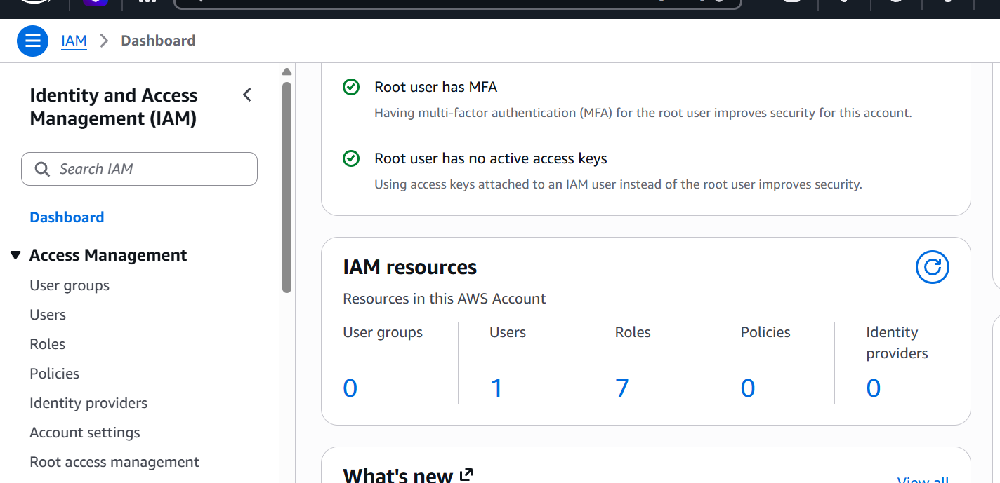 IAM
Dashboard
Identity and Access
Management (IAM)
Search IAM
Dashboard
Access Management
User groups
Users
Roles
Policies
Identity providers
Account settings
Root access management
Root user has MFA
Having multi-factor authentication (MFA) for the root user improves security for this account.
Root user has no active access keys
Using access keys attached to an IAM user instead of the root user improves security.
IAM resources
Resources in this AWS Account
User groups
0
Users
1
Roles
7
Policies
0
Identity
providers
0
What's new
View all